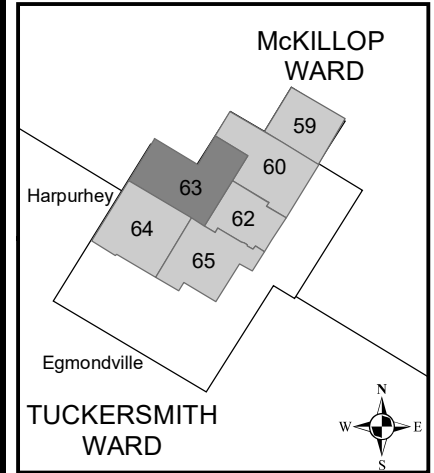 McKILLOP
WARD
59
60
Harpurhey
63
62
64
65
Egmondville
TUCKERSMITH
WARD
N
W E
S